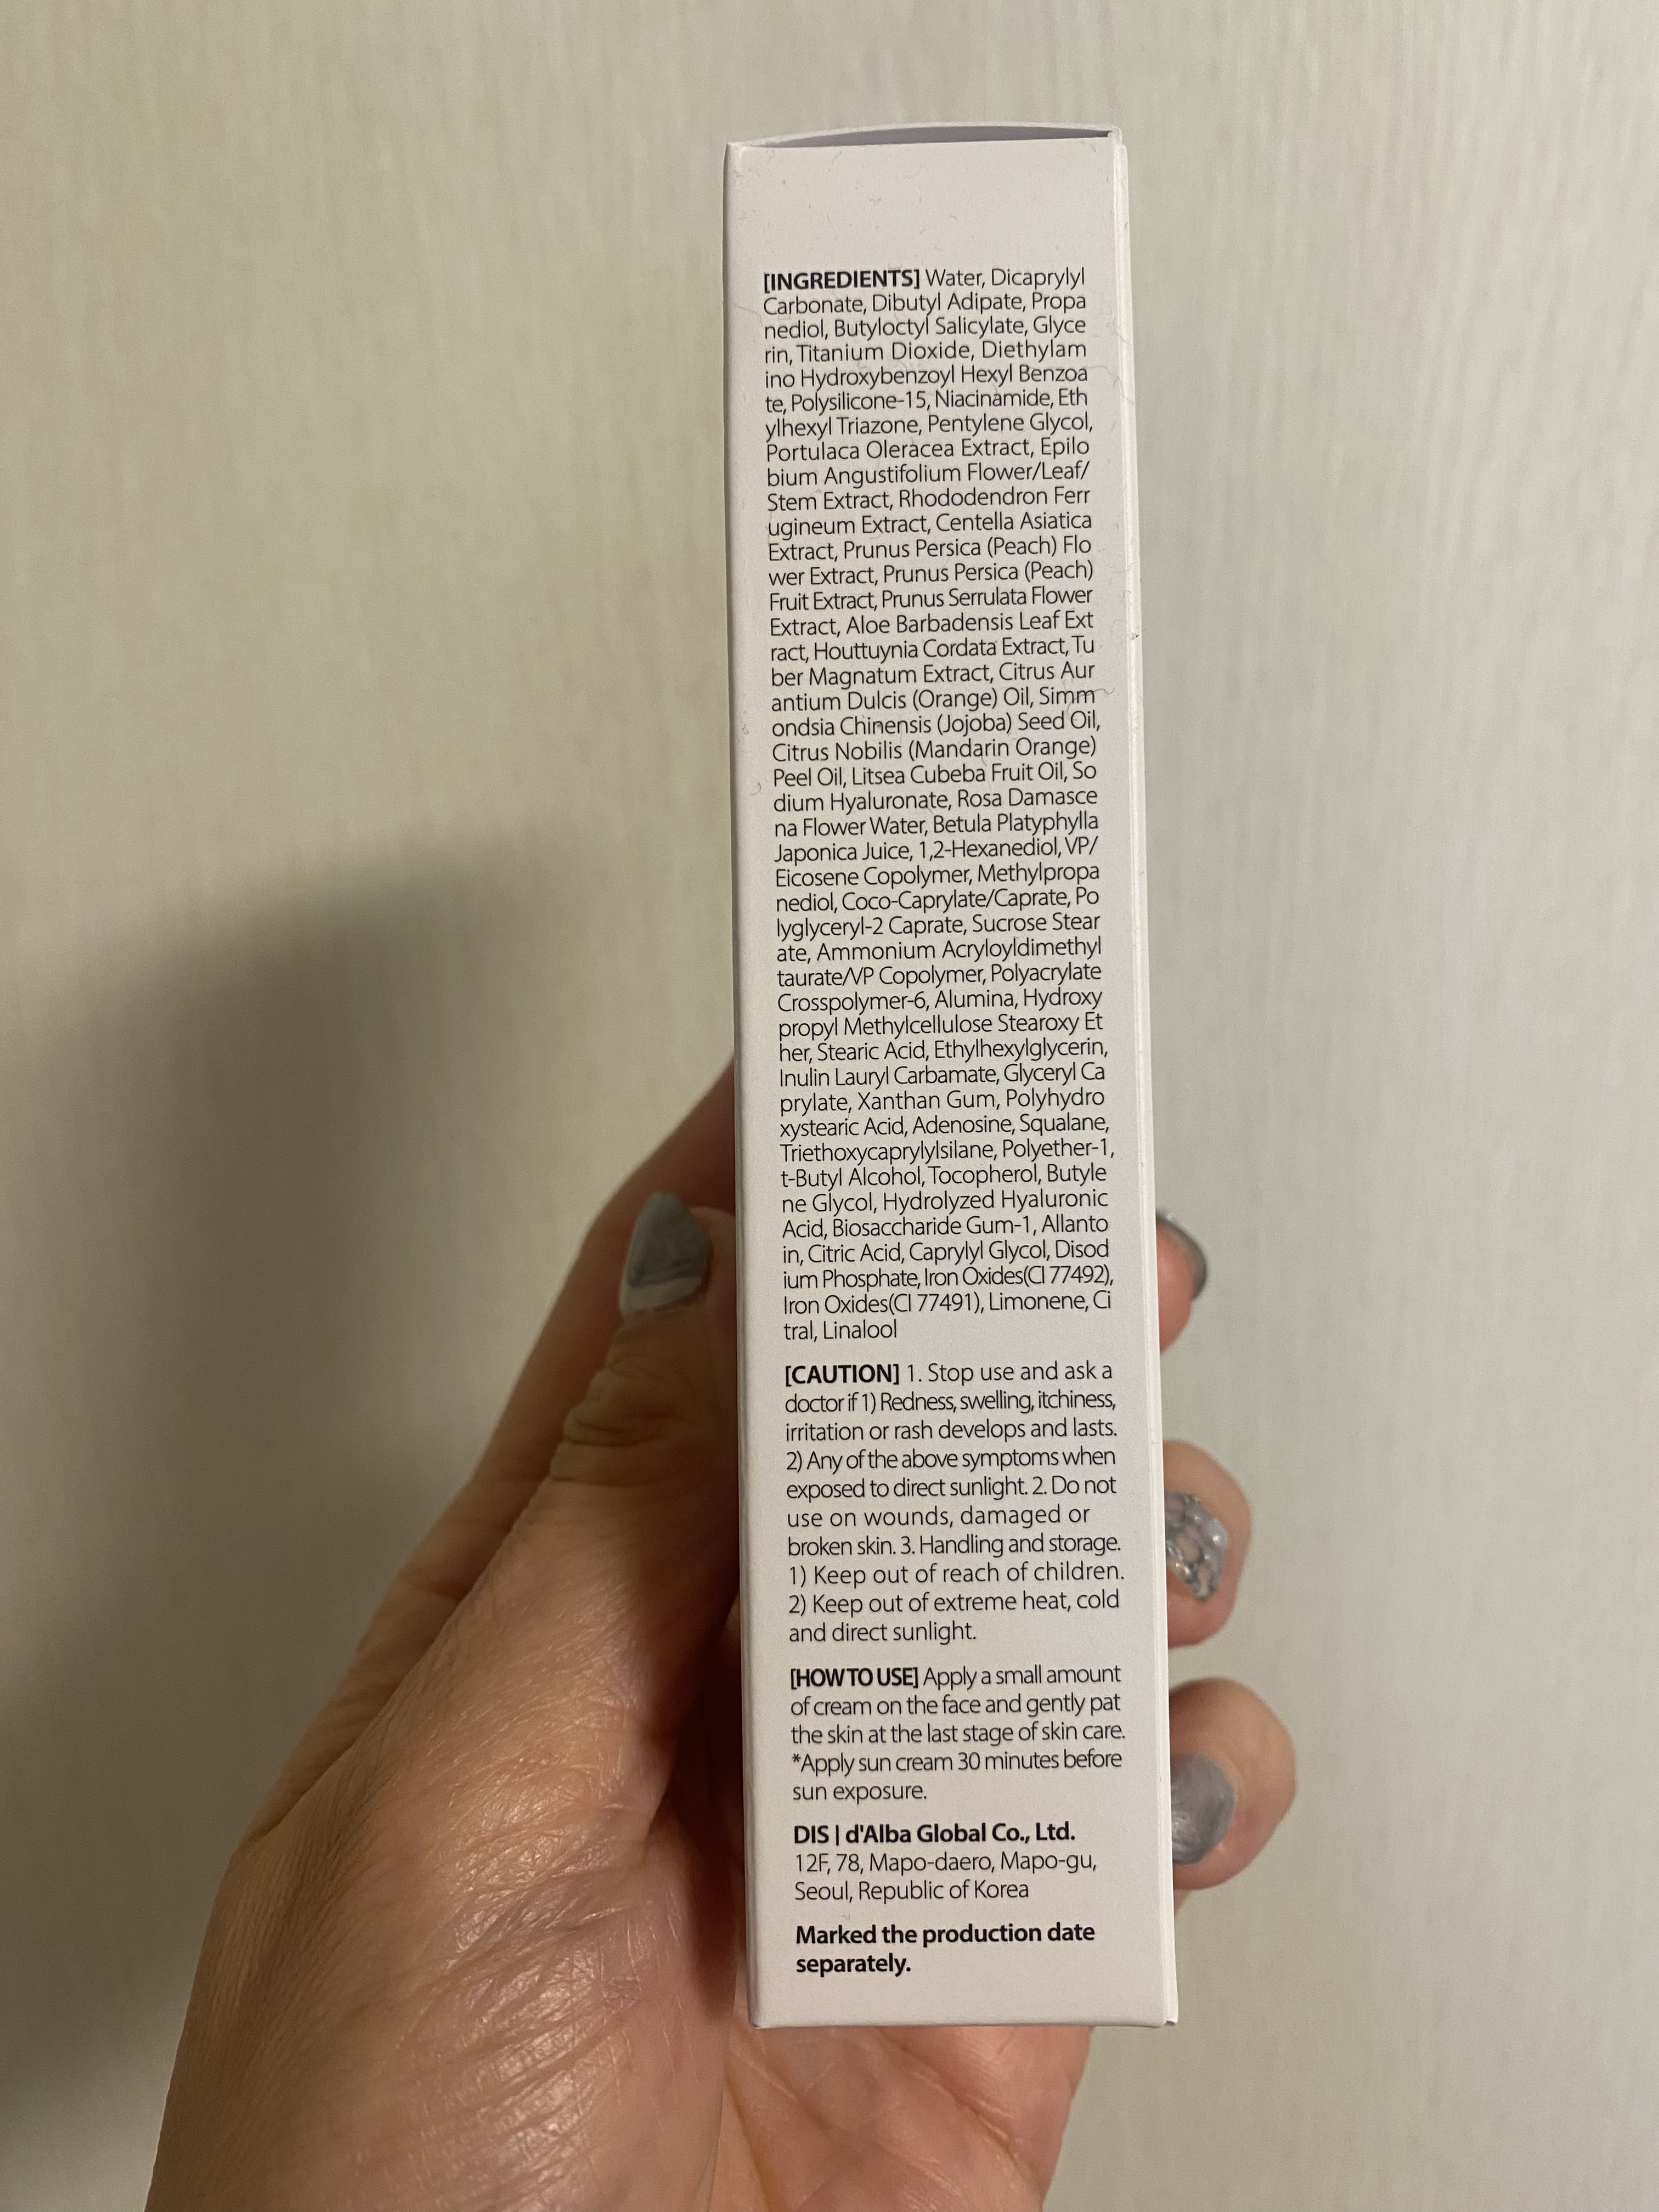 [INGREDIENTS] Water, Dicaprylyl
Carbonate, Dibutyl Adipate, Propa
nediol, Butyloctyl Salicylate, Glyce
rin, Titanium Dioxide, Diethylam
ino Hydroxybenzoyl Hexyl Benzoa
te, Polysilicone-15, Niacinamide, Eth
ylhexyl Triazone, Pentylene Glycol,
Portulaca Oleracea Extract, Epilo
bium Angustifolium Flower/Leaf/
Stem Extract, Rhododendron Ferr
ugineum Extract, Centella Asiatica
Extract, Prunus Persica (Peach) Flo
wer Extract, Prunus Persica (Peach)
Fruit Extract, Prunus Serrulata Flower
Extract, Aloe Barbadensis Leaf Ext
ract, Houttuynia Cordata Extract, Tu
ber Magnatum Extract, Citrus Aur
antium Dulcis (Orange) Oil, Simm
ondsia Chinensis (Jojoba) Seed Oil,
Citrus Nobilis (Mandarin Orange)
Peel Oil, Litsea Cubeba Fruit Oil, So
dium Hyaluronate, Rosa Damasce
na Flower Water, Betula Platyphylla
Japonica Juice, 1,2-Hexanediol, VP/
Eicosene Copolymer, Methylpropa
nediol, Coco-Caprylate/Caprate, Po
lyglyceryl-2 Caprate, Sucrose Stear
ate, Ammonium Acryloyldimethyl
taurate/VP Copolymer, Polyacrylate
Crosspolymer-6, Alumina, Hydroxy
propyl Methylcellulose Stearoxy Et
her, Stearic Acid, Ethylhexylglycerin,
Inulin Lauryl Carbamate, Glyceryl Ca
prylate, Xanthan Gum, Polyhydro
xystearic Acid, Adenosine, Squalane,
Triethoxycaprylylsilane, Polyether-1,
t-Butyl Alcohol, Tocopherol, Butyle
ne Glycol, Hydrolyzed Hyaluronic
Acid, Biosaccharide Gum-1, Allanto
in, Citric Acid, Caprylyl Glycol, Disod
ium Phosphate, Iron Oxides(CI 77492),
Iron Oxides(CI 77491), Limonene, Ci
tral, Linalool
[CAUTION] 1. Stop use and ask a
doctor if 1) Redness, swelling, itchiness,
irritation or rash develops and lasts.
2) Any of the above symptoms when
exposed to direct sunlight. 2. Do not
use on wounds, damaged or
broken skin. 3. Handling and storage.
1) Keep out of reach of children.
2) Keep out of extreme heat, cold
and direct sunlight.
[HOW TO USE] Apply a small amount
of cream on the face and gently pat
the skin at the last stage of skin care.
*Apply sun cream 30 minutes before
sun exposure.
DIS | d'Alba Global Co., Ltd.
12F, 78, Mapo-daero, Mapo-gu,
Seoul, Republic of Korea
Marked the production date
separately.